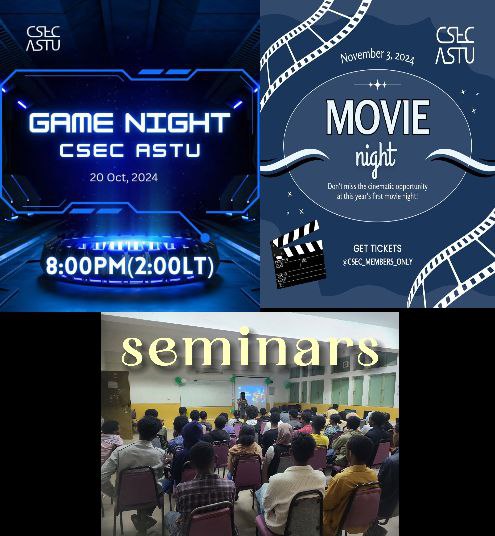 CSEC
ASTU
GAME NIGHT
CSEC ASTU
20 Oct, 2024
8:00PM(2:00LT)
November 3, 2024
CSEC
ASTU
MOVIE
night
Don't miss the cinematic opportunity
at this year's first movie night!
GET TICKETS
@CSEC_MEMBERS_ONLY
seminars